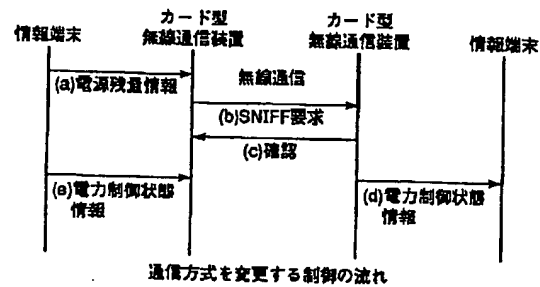 情報端末
カード型
無線通信装置
カード型
無線通信装置
情報端末
(a)電源残量情報
無線通信
(b)SNIFF要求
(c)確認
(e)電力制御状態
情報
(d)電力制御状態
情報
通信方式を変更する制御の流れ